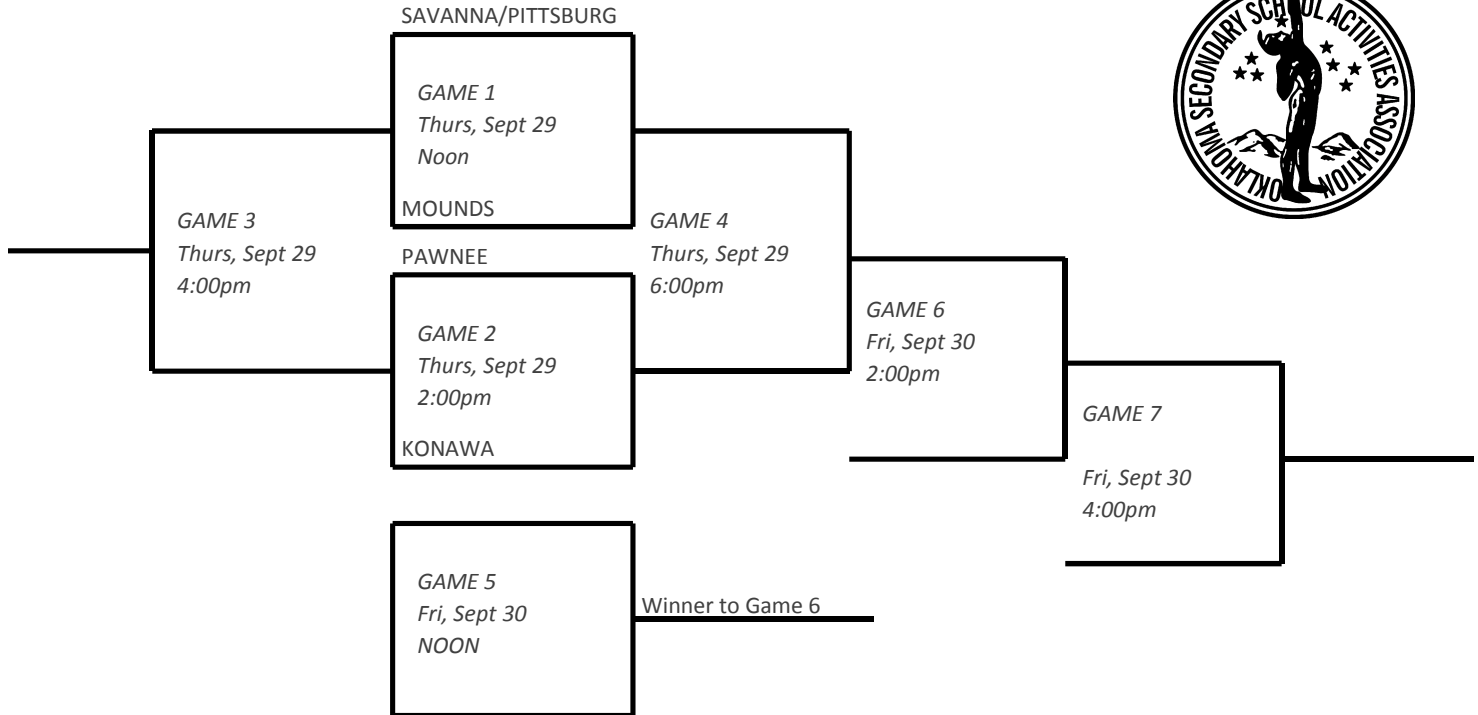 SAVANNA/PITTSBURG
GAME 1
Thurs, Sept 29
Noon
MOUNDS
GAME 3
Thurs, Sept 29
4:00pm
PAWNEE
GAME 4
Thurs, Sept 29
6:00pm
GAME 2
Thurs, Sept 29
2:00pm
KONAWA
GAME 6
Fri, Sept 30
2:00pm
GAME 7
Fri, Sept 30
4:00pm
GAME 5
Fri, Sept 30
NOON
Winner to Game 6
OKLAHOMA SECONDARY SCHOOL ACTIVITIES ASSOCIATION